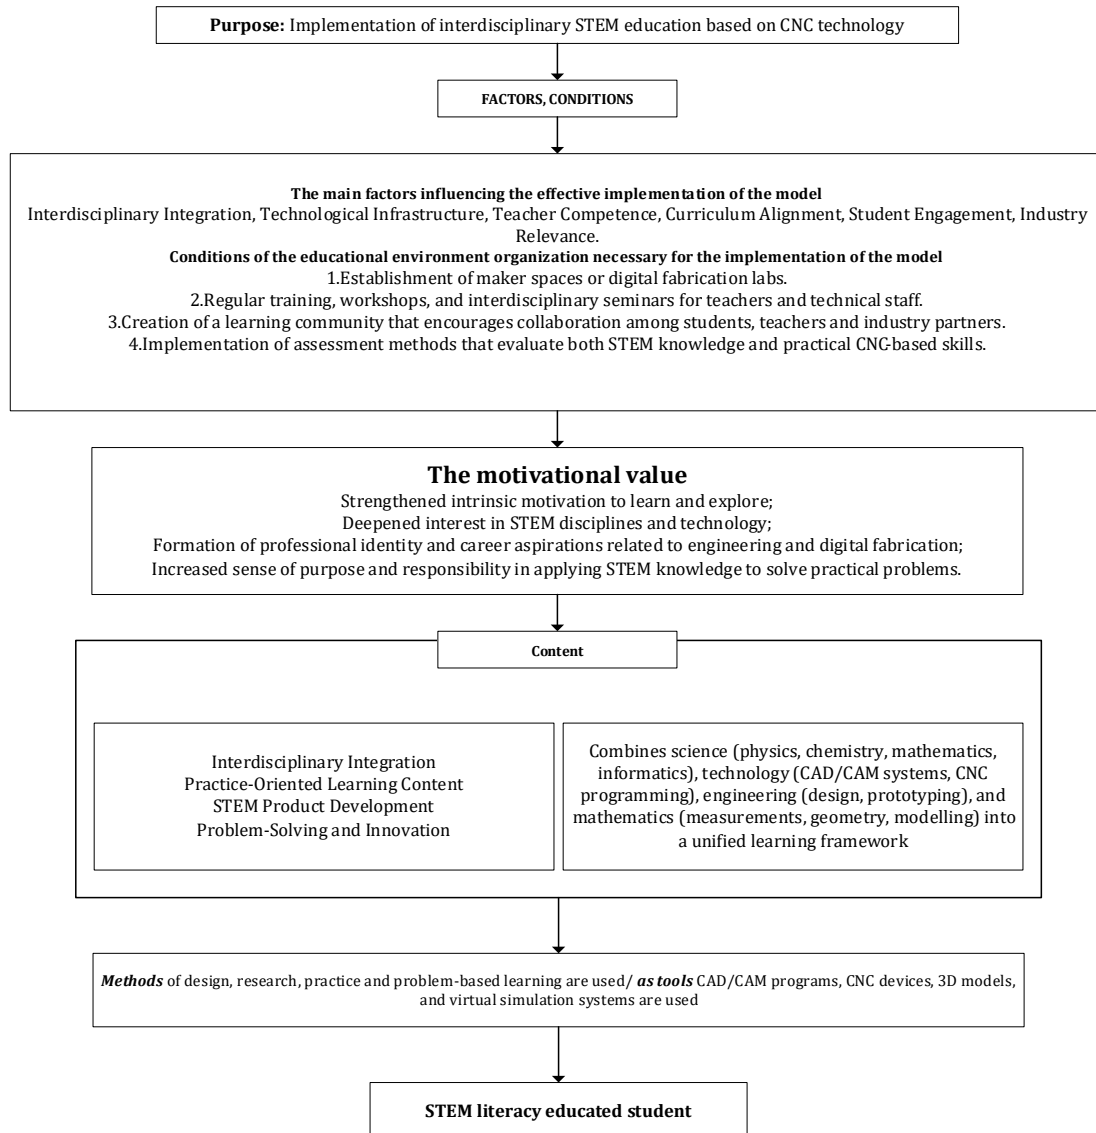 Purpose: Implementation of interdisciplinary STEM education based on CNC technology
FACTORS, CONDITIONS
The main factors influencing the effective implementation of the model
Interdisciplinary Integration, Technological Infrastructure, Teacher Competence, Curriculum Alignment, Student Engagement, Industry
Relevance.
Conditions of the educational environment organization necessary for the implementation of the model
1.Establishment of maker spaces or digital fabrication labs.
2.Regular training, workshops, and interdisciplinary seminars for teachers and technical staff.
3.Creation of a learning community that encourages collaboration among students, teachers and industry partners.
4.Implementation of assessment methods that evaluate both STEM knowledge and practical CNC-based skills.
The motivational value
Strengthened intrinsic motivation to learn and explore;
Deepened interest in STEM disciplines and technology;
Formation of professional identity and career aspirations related to engineering and digital fabrication;
Increased sense of purpose and responsibility in applying STEM knowledge to solve practical problems.
Content
Interdisciplinary Integration
Practice-Oriented Learning Content
STEM Product Development
Problem-Solving and Innovation
Combines science (physics, chemistry, mathematics,
informatics), technology (CAD/CAM systems, CNC
programming), engineering (design, prototyping), and
mathematics (measurements, geometry, modelling) into
a unified learning framework
Methods of design, research, practice and problem-based learning are used/ as tools CAD/CAM programs, CNC devices, 3D models,
and virtual simulation systems are used
STEM literacy educated student